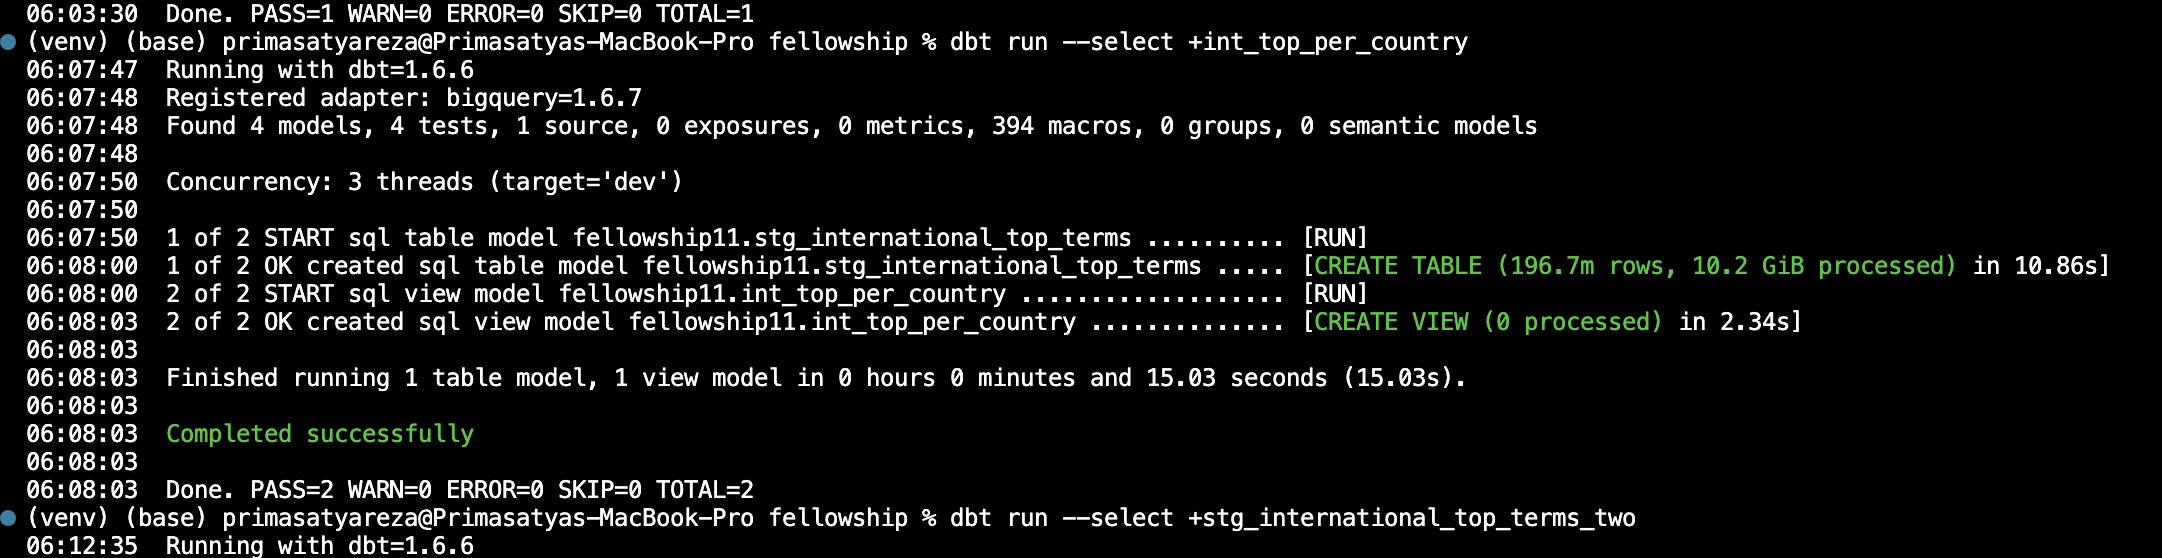 06:03:30  Done. PASS=1 WARN=0 ERROR=0 SKIP=0 TOTAL=1
(venv) (base) primasatyareza@Primasatyas-MacBook-Pro fellowship % dbt run --select +int_top_per_country
06:07:47  Running with dbt=1.6.6
06:07:48  Registered adapter: bigquery=1.6.7
06:07:48  Found 4 models, 4 tests, 1 source, 0 exposures, 0 metrics, 394 macros, 0 groups, 0 semantic models
06:07:48
06:07:50  Concurrency: 3 threads (target='dev')
06:07:50
06:07:50  1 of 2 START sql table model fellowship11.stg_international_top_terms .......... [RUN]
06:08:00  1 of 2 OK created sql table model fellowship11.stg_international_top_terms ..... [CREATE TABLE (196.7m rows, 10.2 GiB processed) in 10.86s]
06:08:00  2 of 2 START sql view model fellowship11.int_top_per_country ................... [RUN]
06:08:03  2 of 2 OK created sql view model fellowship11.int_top_per_country .............. [CREATE VIEW (0 processed) in 2.34s]
06:08:03
06:08:03  Finished running 1 table model, 1 view model in 0 hours 0 minutes and 15.03 seconds (15.03s).
06:08:03
06:08:03  Completed successfully
06:08:03
06:08:03  Done. PASS=2 WARN=0 ERROR=0 SKIP=0 TOTAL=2
(venv) (base) primasatyareza@Primasatyas-MacBook-Pro fellowship % dbt run --select +stg_international_top_terms_two
06:12:35  Running with dbt=1.6.6